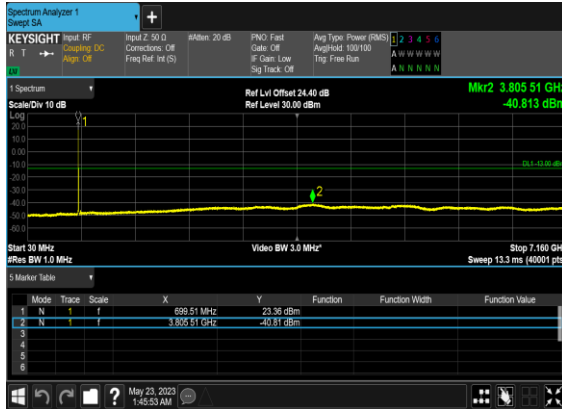 Spectrum Analyzer 1
Swept SA
+
KEYSIGHT Input: RF Input Z: 50 Ω #Atten: 20 dB PNO: Fast Avg Type: Power (RMS) 1 2 3 4 5 6
R T Coupling: DC Corrections: Off Gate: Off Avg|Hold: 100/100 A W W W W W
Align: Off Freq Ref: Int (S) IF Gain: Low Trig: Free Run
LU Sig Track: Off A N N N N N
1 Spectrum Ref Lvl Offset 24.40 dB Mkr2 3.805 51 GHz
Scale/Div 10 dB Ref Level 30.00 dBm -40.813 dBm
Log
1
20.0
10.0
0.00
-10.0 DL1 -13.00 dBm
-20.0
-30.0 2
-40.0
-50.0
-60.0
Start 30 MHz Video BW 3.0 MHz* Stop 7.160 GHz
#Res BW 1.0 MHz Sweep 13.3 ms (40001 pts)
5 Marker Table
Mode Trace Scale X Y Function Function Width Function Value
1 N 1 f 699.51 MHz 23.36 dBm
2 N 1 f 3.805 51 GHz -40.81 dBm
3
4
5
6
? May 23, 2023
1:45:53 AM